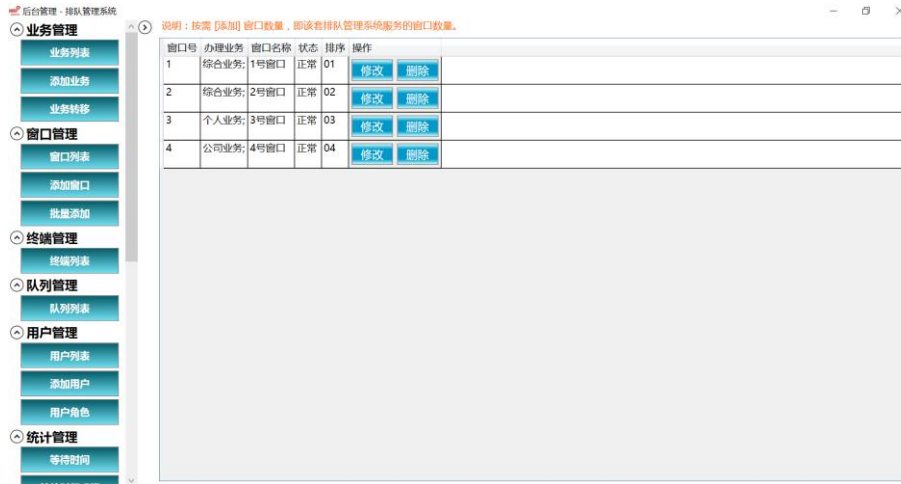 后台管理 - 排队管理系统
业务管理
业务列表
添加业务
业务转移
窗口管理
窗口列表
添加窗口
批量添加
终端管理
终端列表
队列管理
队列列表
用户管理
用户列表
添加用户
用户角色
统计管理
等待时间
说明：按需 [添加] 窗口数量，即该套排队管理系统服务的窗口数量。
窗口号 办理业务 窗口名称 状态 排序 操作
1 综合业务; 1号窗口 正常 01 修改 删除
2 综合业务; 2号窗口 正常 02 修改 删除
3 个人业务; 3号窗口 正常 03 修改 删除
4 公司业务; 4号窗口 正常 04 修改 删除